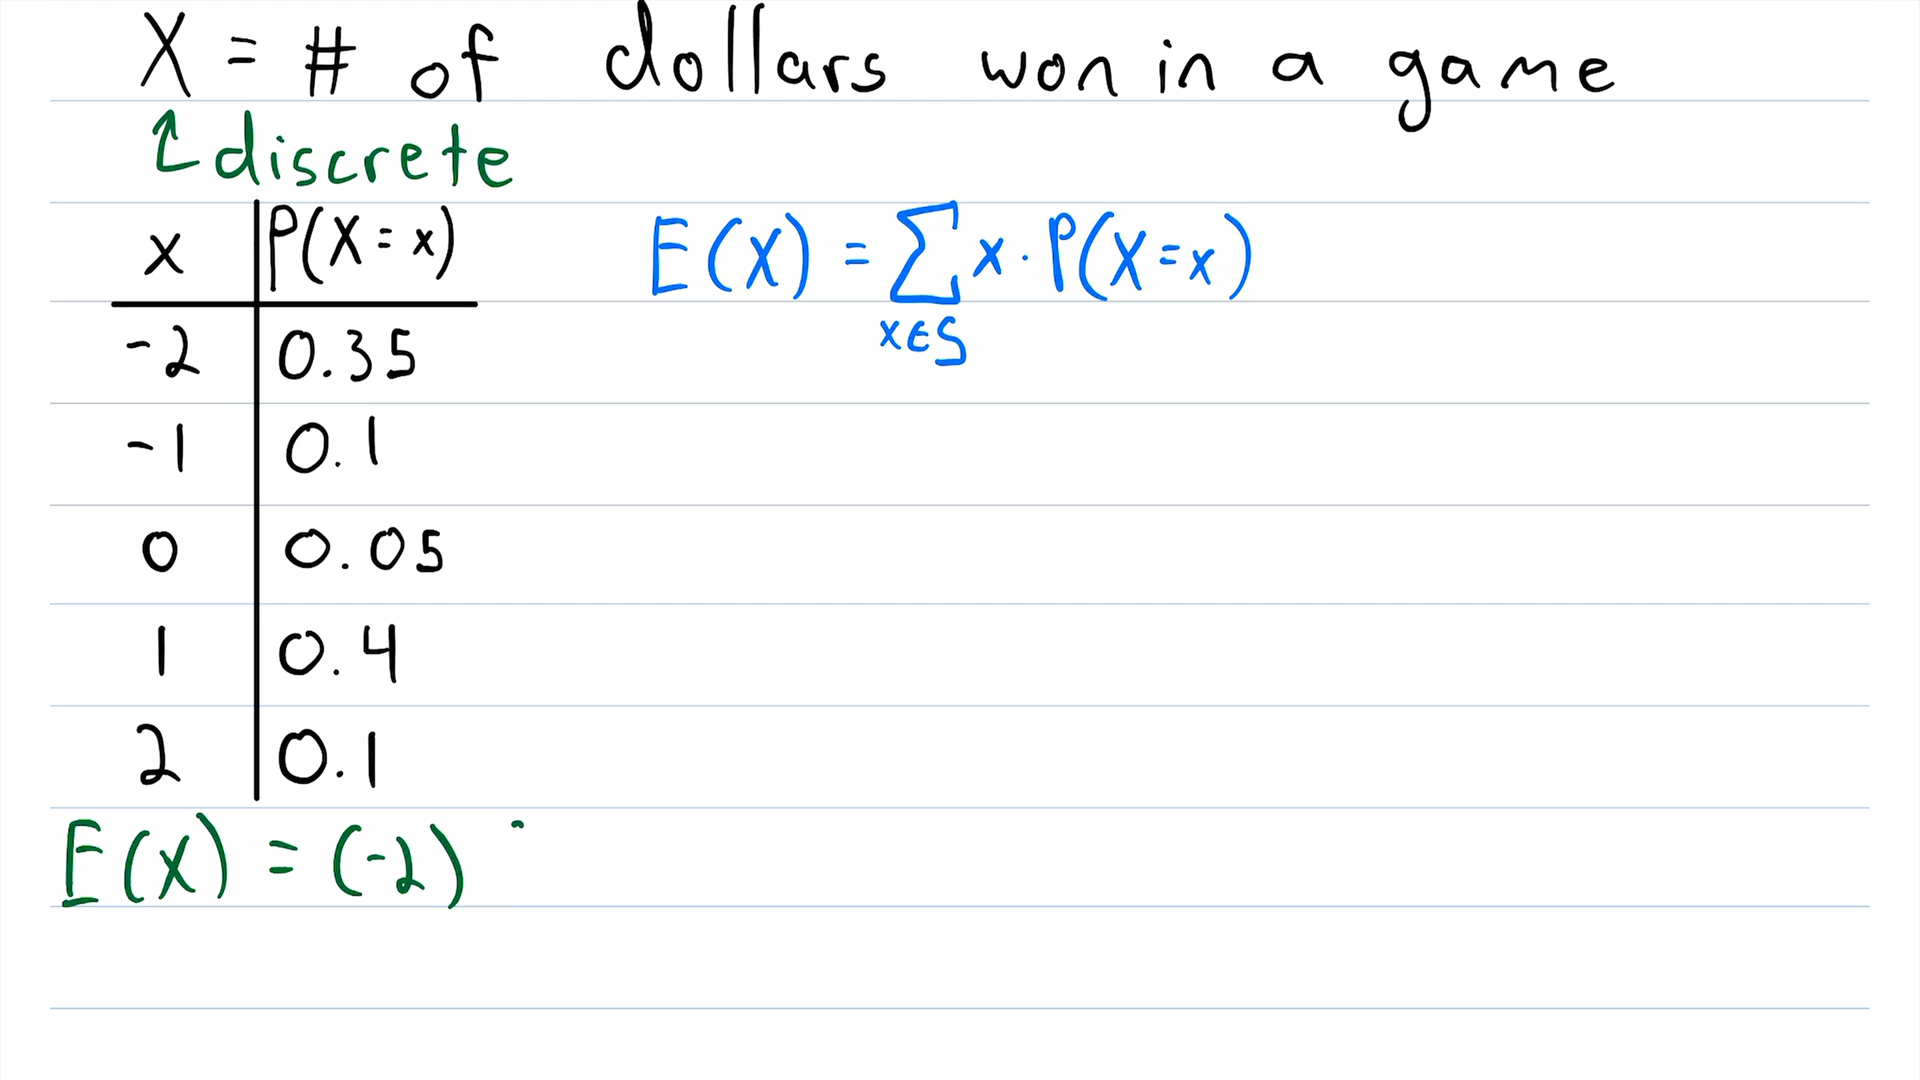 X = # of dollars won in a game
discrete
x P(X = x)
E(X) = ∑ x · P(X = x)
x ∈ S
-2 0.35
-1 0.1
0 0.05
1 0.4
2 0.1
E(X) = (-2)